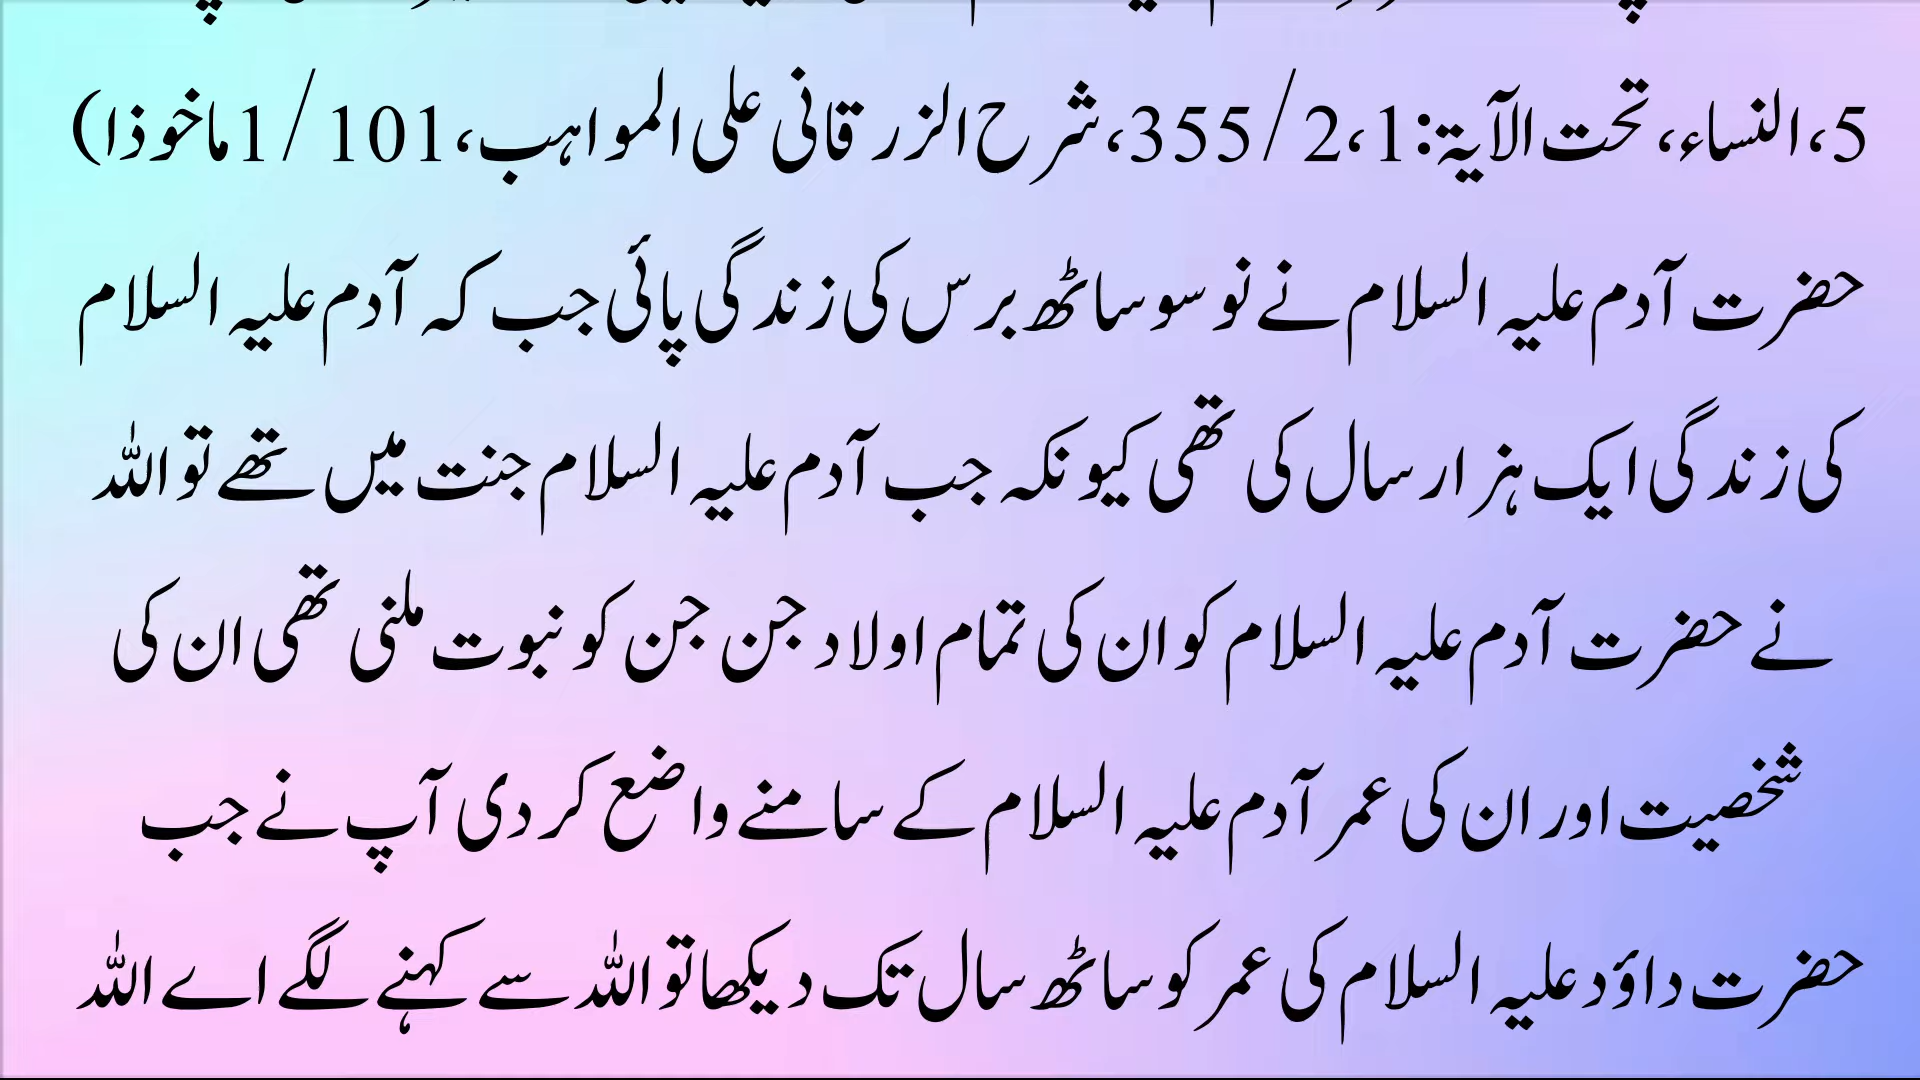 5،النساء، تحت الآیۃ:1، 2/355،شرح الزرقانی علی المواہب،1/101ماخوذا)
حضرت آدم علیہ السلام نے نو سو ساٹھ برس کی زندگی پائی جب کہ آدم علیہ السلام
کی زندگی ایک ہزار سال کی تھی کیونکہ جب آدم علیہ السلام جنت میں تھے تو اللہ
نے حضرت آدم علیہ السلام کو ان کی تمام اولاد جن جن کو نبوت ملنی تھی ان کی
شخصیت اور ان کی عمر آدم علیہ السلام کے سامنے واضع کر دی آپ نے جب
حضرت داؤد علیہ السلام کی عمر کو ساٹھ سال تک دیکھا تو اللہ سے کہنے لگے اے اللہ